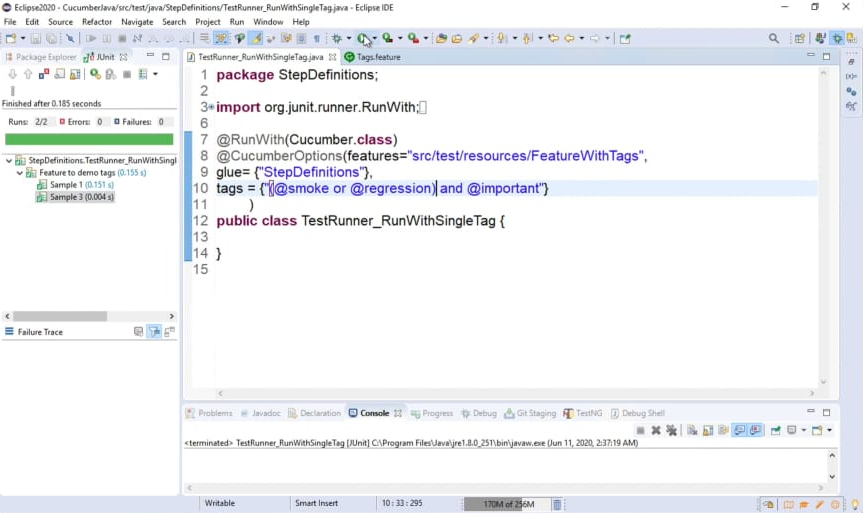 Eclipse2020 - CucumberJava/src/test/java/StepDefinitions/TestRunner_RunWithSingleTag.java - Eclipse IDE
File Edit Source Refactor Navigate Search Project Run Window Help
Package Explorer JUnit
TestRunner_RunWithSingleTag.java Tags.feature
Finished after 0.185 seconds
Runs: 2/2 Errors: 0 Failures: 0
StepDefinitions.TestRunner_RunWithSingl
Feature to demo tags (0.155 s)
Sample 1 (0.151 s)
Sample 3 (0.004 s)
Failure Trace
1 package StepDefinitions;
2
3 import org.junit.runner.RunWith;
6
7 @RunWith(Cucumber.class)
8 @CucumberOptions(features="src/test/resources/FeatureWithTags",
9 glue= {"StepDefinitions"},
10 tags = {"(@smoke or @regression) and @important"}
11 )
12 public class TestRunner_RunWithSingleTag {
13
14 }
15
Problems Javadoc Declaration Console Progress Debug Git Staging TestNG Debug Shell
<terminated> TestRunner_RunWithSingleTag [JUnit] C:\Program Files\Java\jre1.8.0_251\bin\javaw.exe (Jun 11, 2020, 2:37:19 AM)
Writable Smart Insert 10 : 33 : 295 170M of 256M